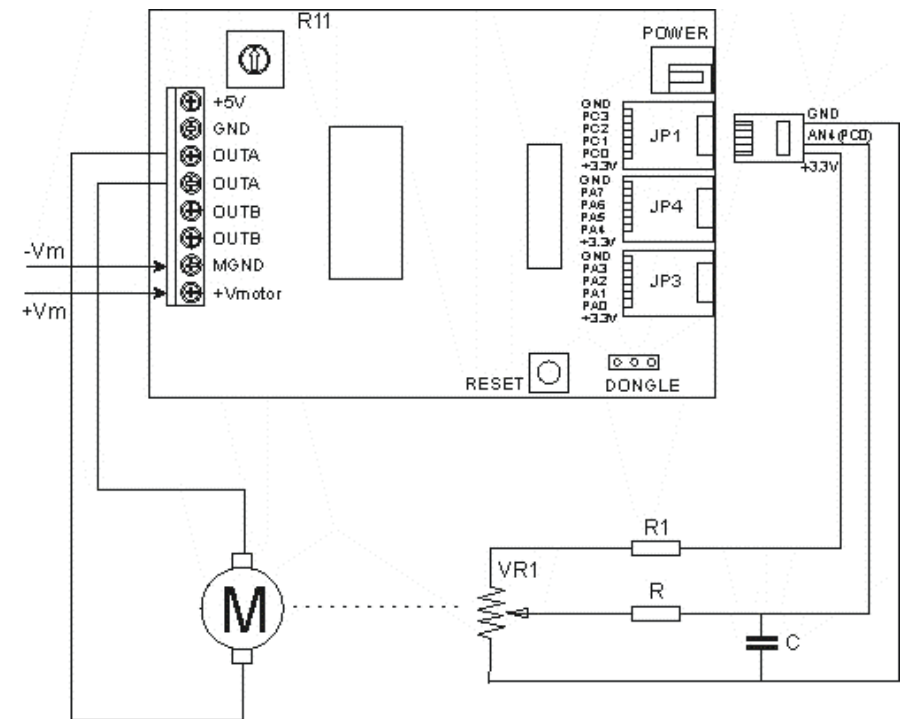 R11
POWER
+5V
GND
OUTA
OUTA
OUTB
OUTB
MGND
+Vmotor
-Vm
+Vm
GND
PC3
PC2
PC1
PC0
+3.3V
JP1
GND
PA7
PA6
PA5
PA4
+3.3V
JP4
GND
PA3
PA2
PA1
PA0
+3.3V
JP3
GND
AN4 (PC0)
+3.3V
RESET
DONGLE
R1
VR1
R
C
M